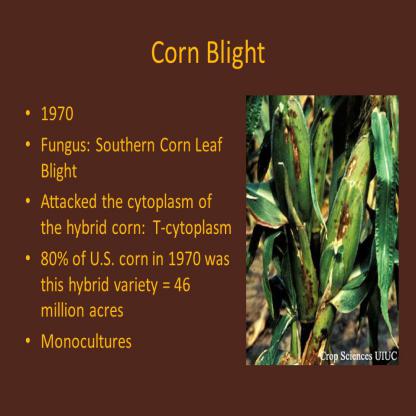 Corn Blight
• 1970
• Fungus: Southern Corn Leaf
Blight
• Attacked the cytoplasm of
the hybrid corn: T-cytoplasm
• 80% of U.S. corn in 1970 was
this hybrid variety = 46
million acres
• Monocultures
Crop Sciences UIUC